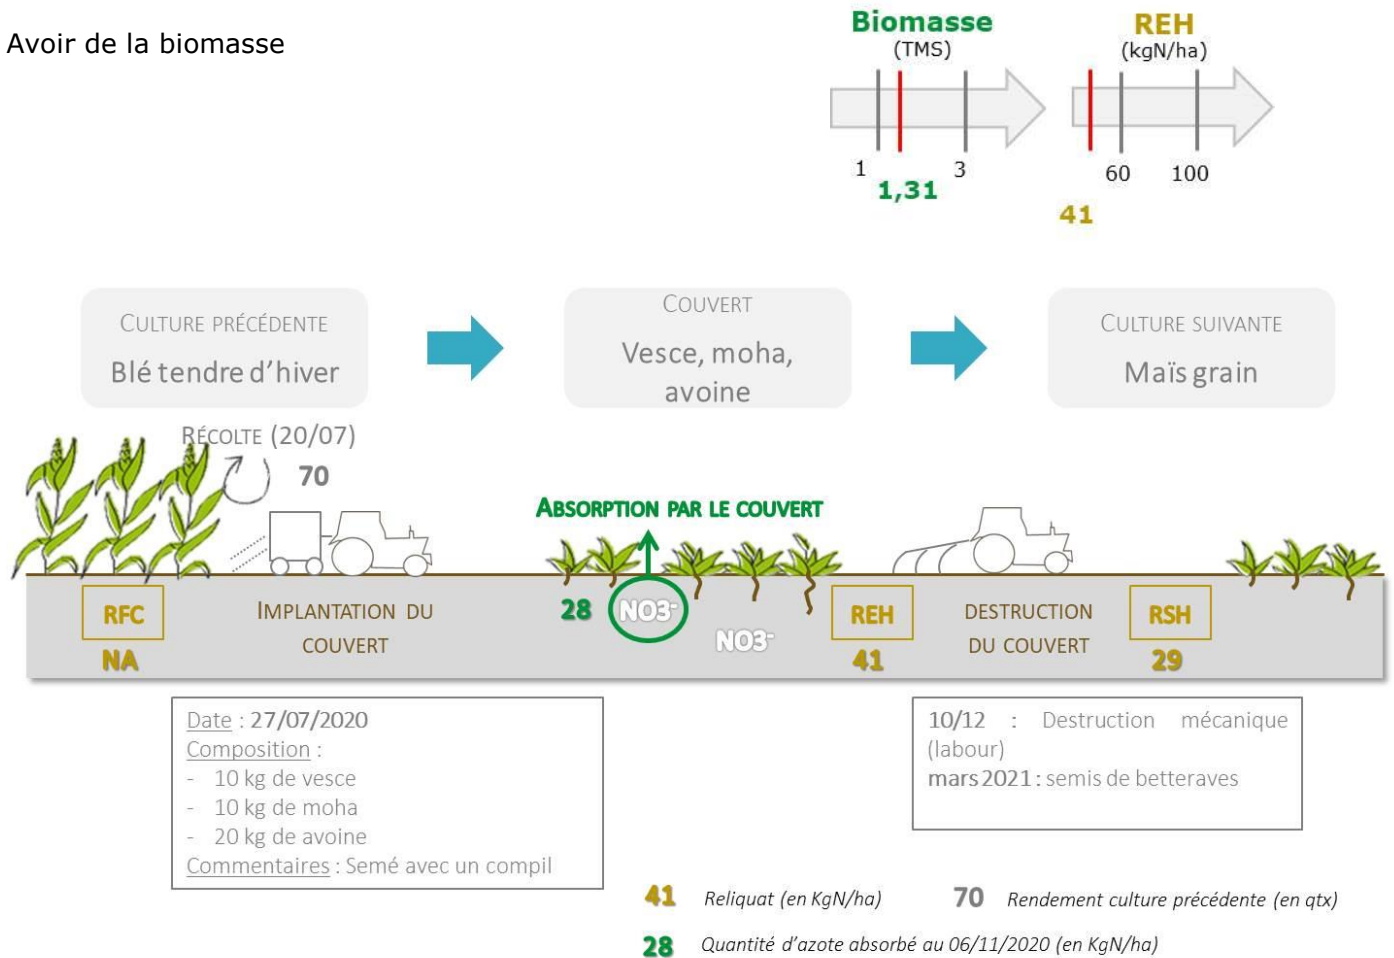 Avoir de la biomasse
Biomasse
(TMS)
1
3
1,31
REH
(kgN/ha)
60
100
41
CULTURE PRÉCÉDENTE
Blé tendre d'hiver
COUVERT
Vesce, moha,
avoine
CULTURE SUIVANTE
Maïs grain
RÉCOLTE (20/07)
70
ABSORPTION PAR LE COUVERT
RFC
NA
IMPLANTATION DU
COUVERT
28
NO3-
NO3-
REH
41
DESTRUCTION
DU COUVERT
RSH
29
Date : 27/07/2020
Composition :
- 10 kg de vesce
- 10 kg de moha
- 20 kg de avoine
Commentaires : Semé avec un compil
10/12 : Destruction mécanique
(labour)
mars 2021 : semis de betteraves
41 Reliquat (en KgN/ha)
70 Rendement culture précédente (en qtx)
28 Quantité d'azote absorbé au 06/11/2020 (en KgN/ha)